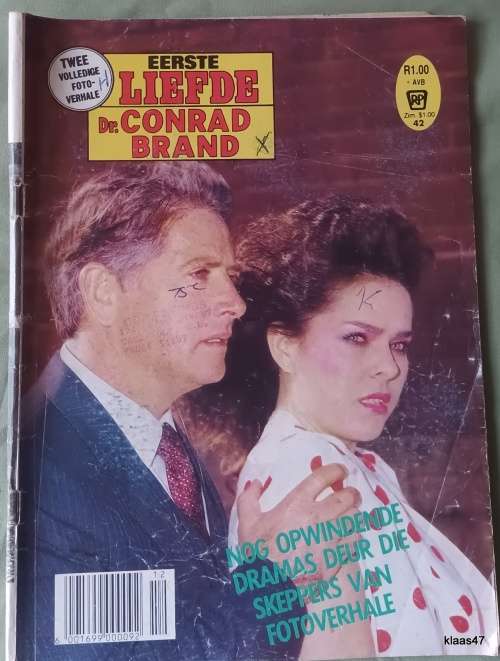 TWEE
VOLLEDIGE
FOTO-
VERHALE
H
EERSTE
LIEFDE
Dr. CONRAD
BRAND
X
R1.00
+ AVB
RP
Zim. $1.00
42
K
NOG OPWINDENDE
DRAMAS DEUR DIE
SKEPPERS VAN
FOTOVERHALE
12
6 001699 000092
klaas47